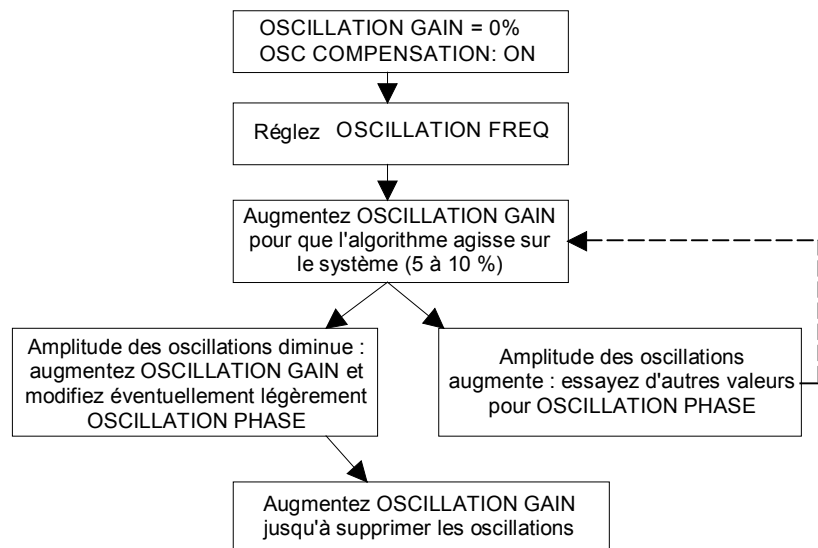 OSCILLATION GAIN = 0%
OSC COMPENSATION: ON
Réglez OSCILLATION FREQ
Augmentez OSCILLATION GAIN
pour que l'algorithme agisse sur
le système (5 à 10 %)
Amplitude des oscillations diminue :
augmentez OSCILLATION GAIN et
modifiez éventuellement légèrement
OSCILLATION PHASE
Amplitude des oscillations
augmente : essayez d'autres valeurs
pour OSCILLATION PHASE
Augmentez OSCILLATION GAIN
jusqu'à supprimer les oscillations